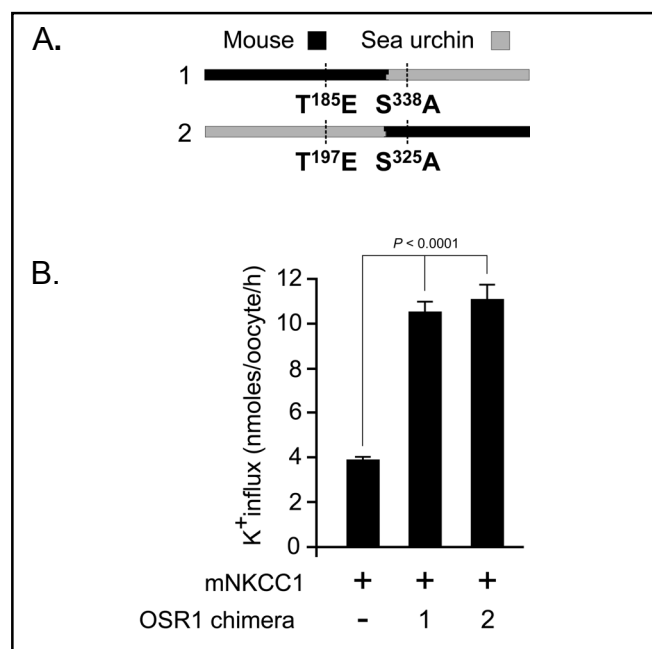 A.
Mouse Sea urchin
1
T¹⁸⁵E S³³⁸A
2
T¹⁹⁷E S³²⁵A
B.
P < 0.0001
K⁺influx (nmoles/oocyte/h)
12
10
8
6
4
2
0
mNKCC1 + + +
OSR1 chimera - 1 2